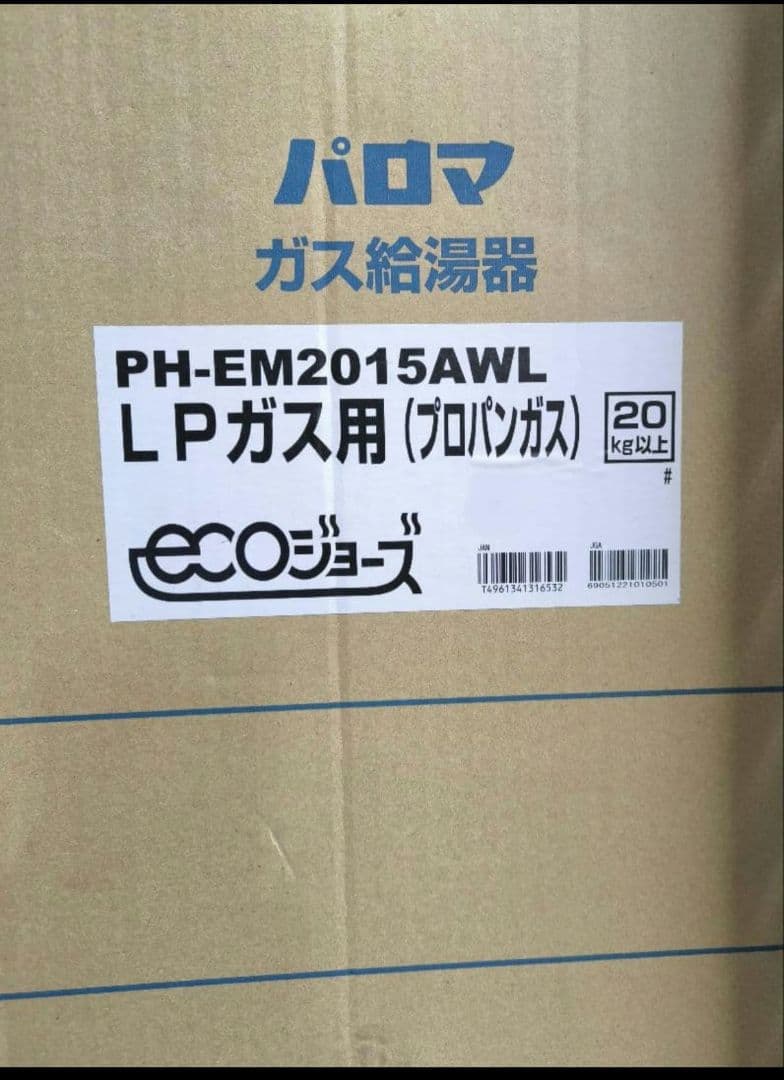 パロマ
ガス給湯器
PH-EM2015AWL
LPガス用(プロパンガス)
20
kg以上
#
ecoジョーズ
JAN
T4961341316532
JGA
69051221010501